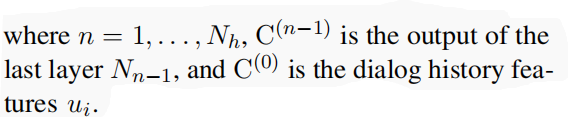 where n = 1, . . . , N_h, C^(n−1) is the output of the
last layer N_{n−1}, and C^(0) is the dialog history fea-
tures u_i.